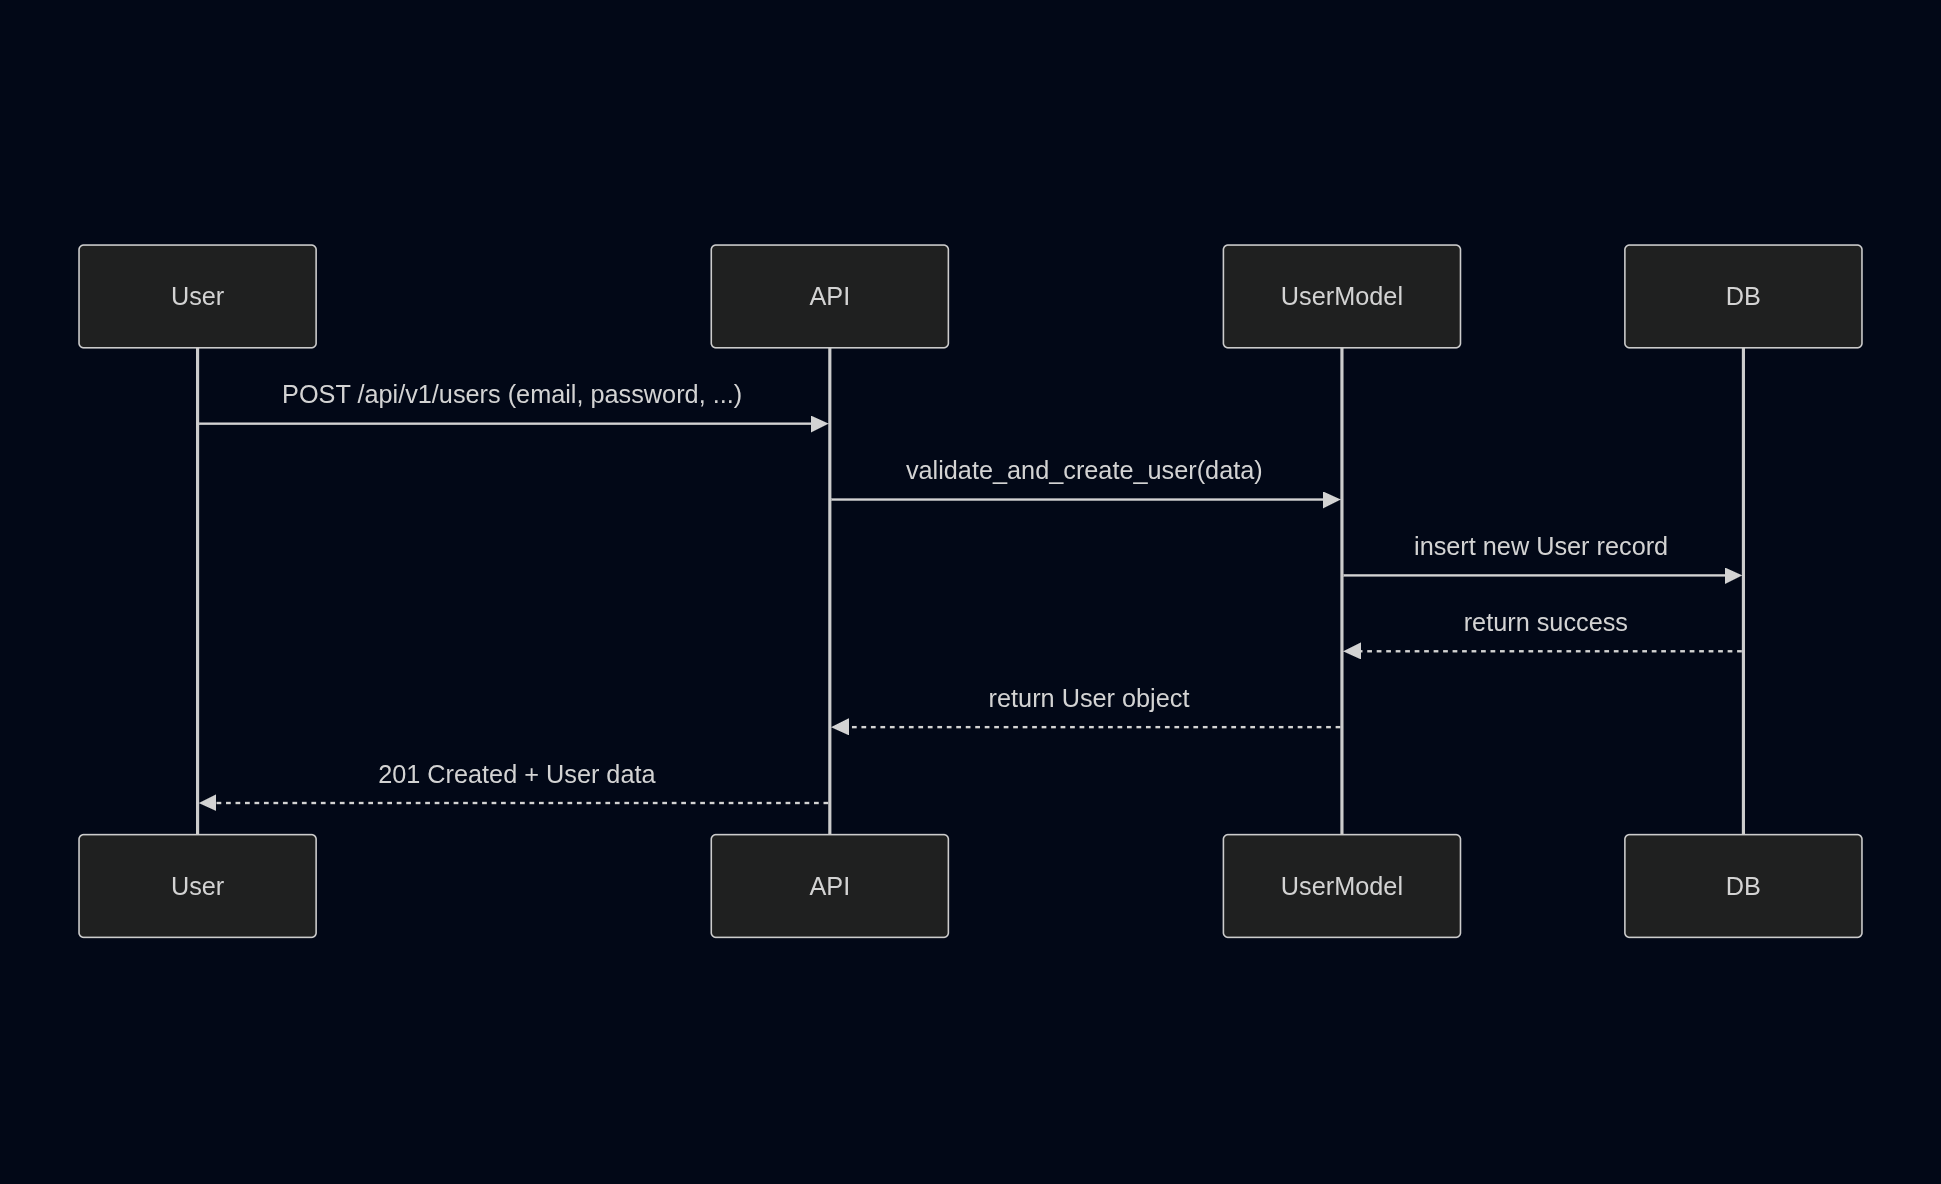 User
API
UserModel
DB
POST /api/v1/users (email, password, ...)
validate_and_create_user(data)
insert new User record
return success
return User object
201 Created + User data
User
API
UserModel
DB